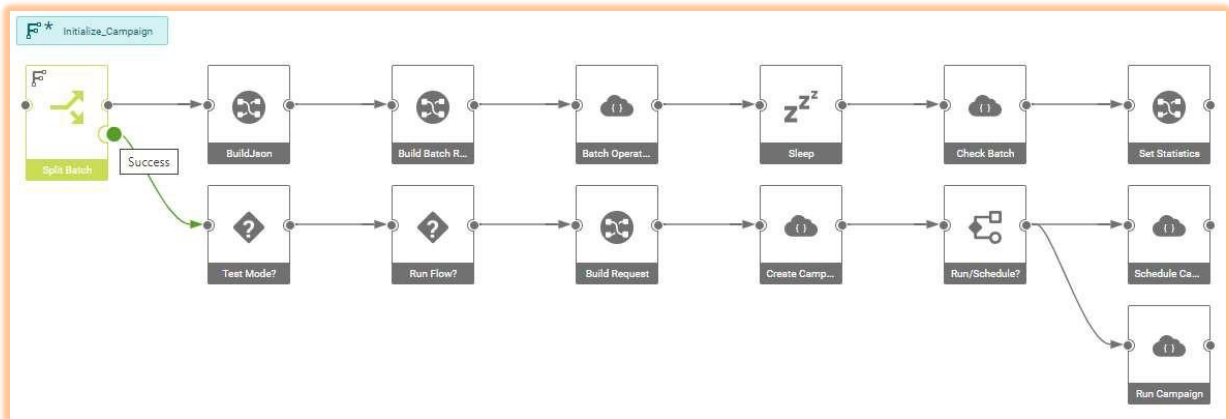 Initialize_Campaign
Split Batch
Success
BuildJson
Build Batch R...
Batch Operat...
zzz
Sleep
Check Batch
Set Statistics
Test Mode?
Run Flow?
Build Request
Create Camp...
Run/Schedule?
Schedule Ca...
Run Campaign